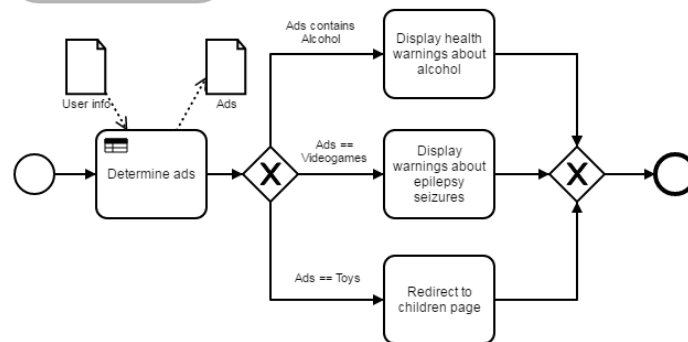 Ads contains
Alcohol
Display health
warnings about
alcohol
User info
Ads
Determine ads
Ads ==
Videogames
Display
warnings about
epilepsy
seizures
Ads == Toys
Redirect to
children page